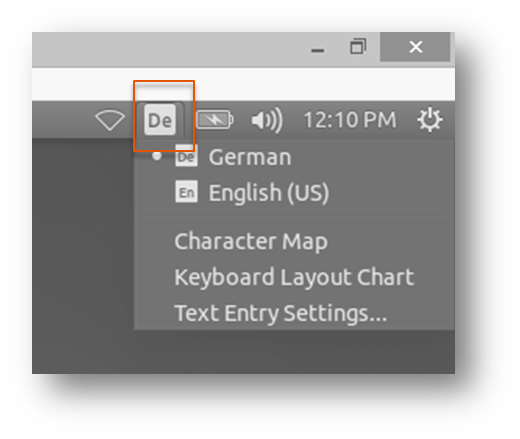 De 12:10 PM
De German
En English (US)
Character Map
Keyboard Layout Chart
Text Entry Settings...